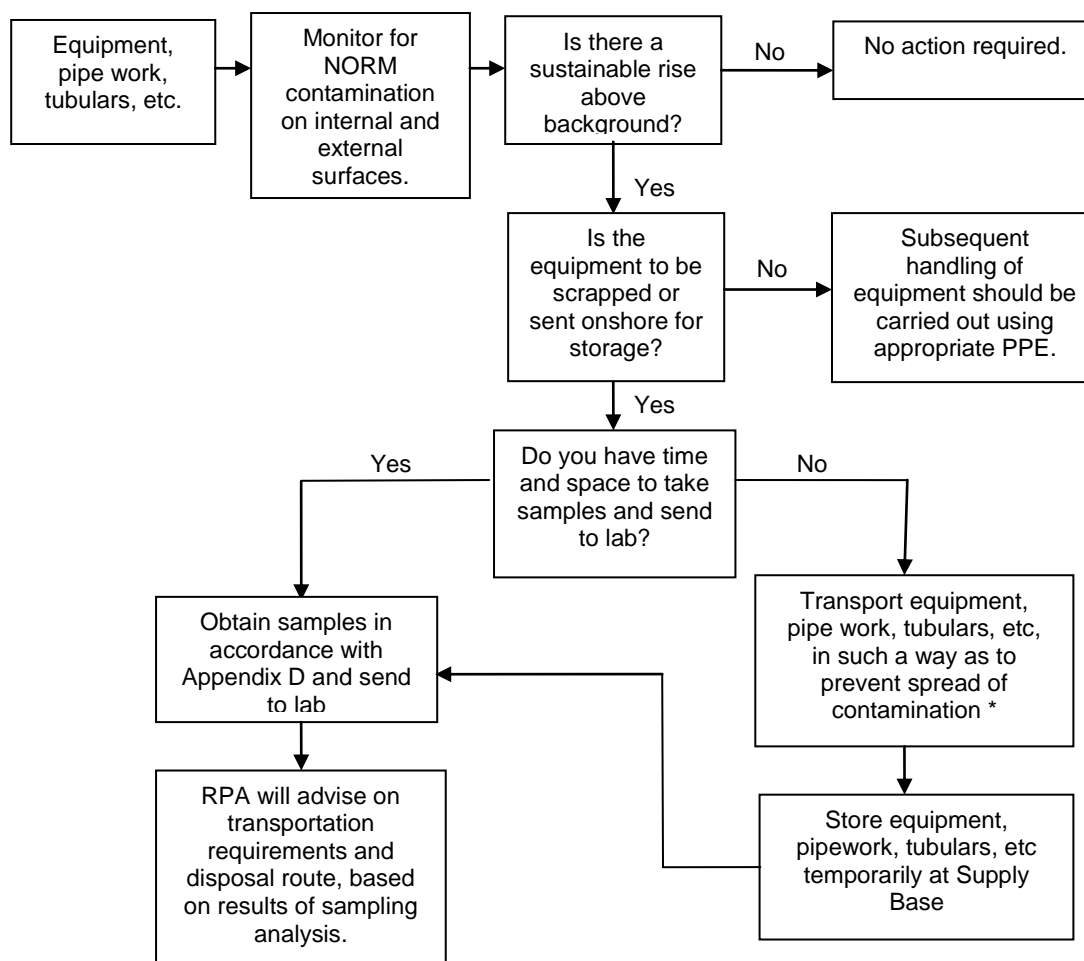 Equipment,
pipe work,
tubulars, etc.
Monitor for
NORM
contamination
on internal and
external
surfaces.
Is there a
sustainable rise
above
background?
No
No action required.
Yes
Is the
equipment to be
scrapped or
sent onshore for
storage?
No
Subsequent
handling of
equipment should be
carried out using
appropriate PPE.
Yes
Do you have time
and space to take
samples and send
to lab?
Yes
No
Obtain samples in
accordance with
Appendix D and send
to lab
Transport equipment,
pipe work, tubulars, etc,
in such a way as to
prevent spread of
contamination *
RPA will advise on
transportation
requirements and
disposal route, based
on results of sampling
analysis.
Store equipment,
pipework, tubulars, etc
temporarily at Supply
Base